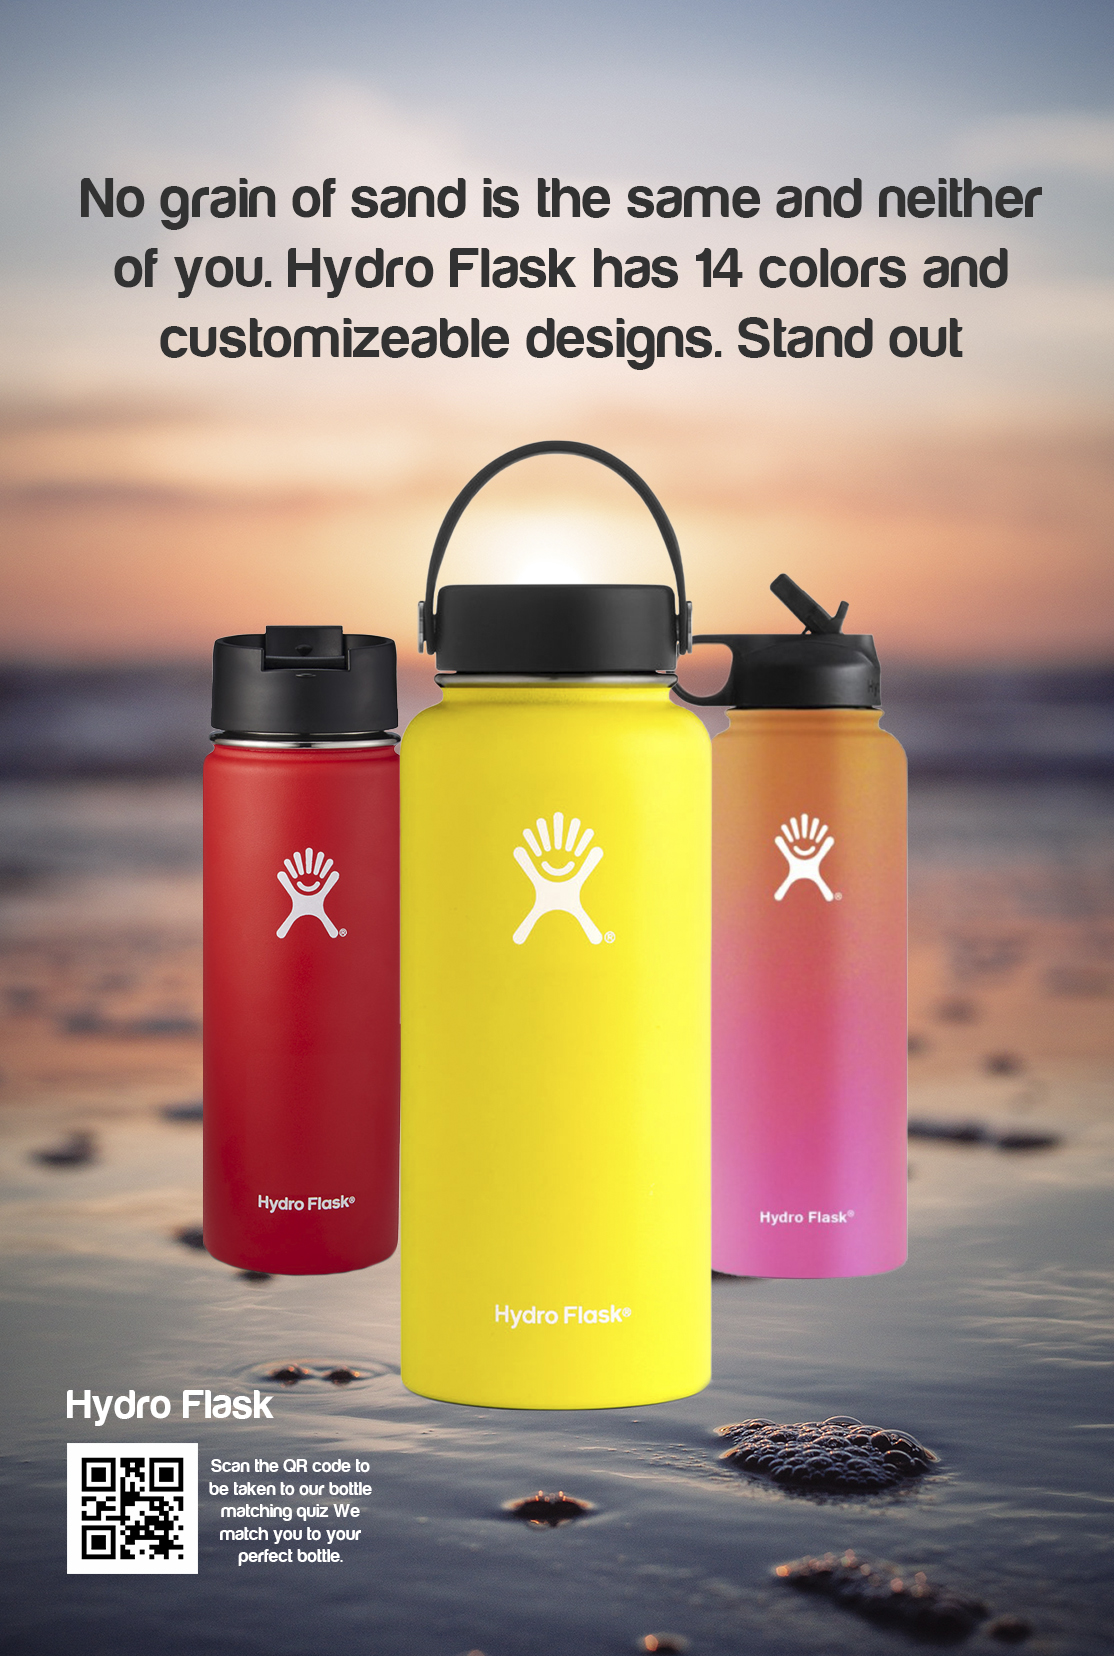 No grain of sand is the same and neither
of you. Hydro Flask has 14 colors and
customizeable designs. Stand out
Hydro Flask®
Hydro Flask®
Hydro Flask®
Hydro Flask
Scan the QR code to
be taken to our bottle
matching quiz We
match you to your
perfect bottle.